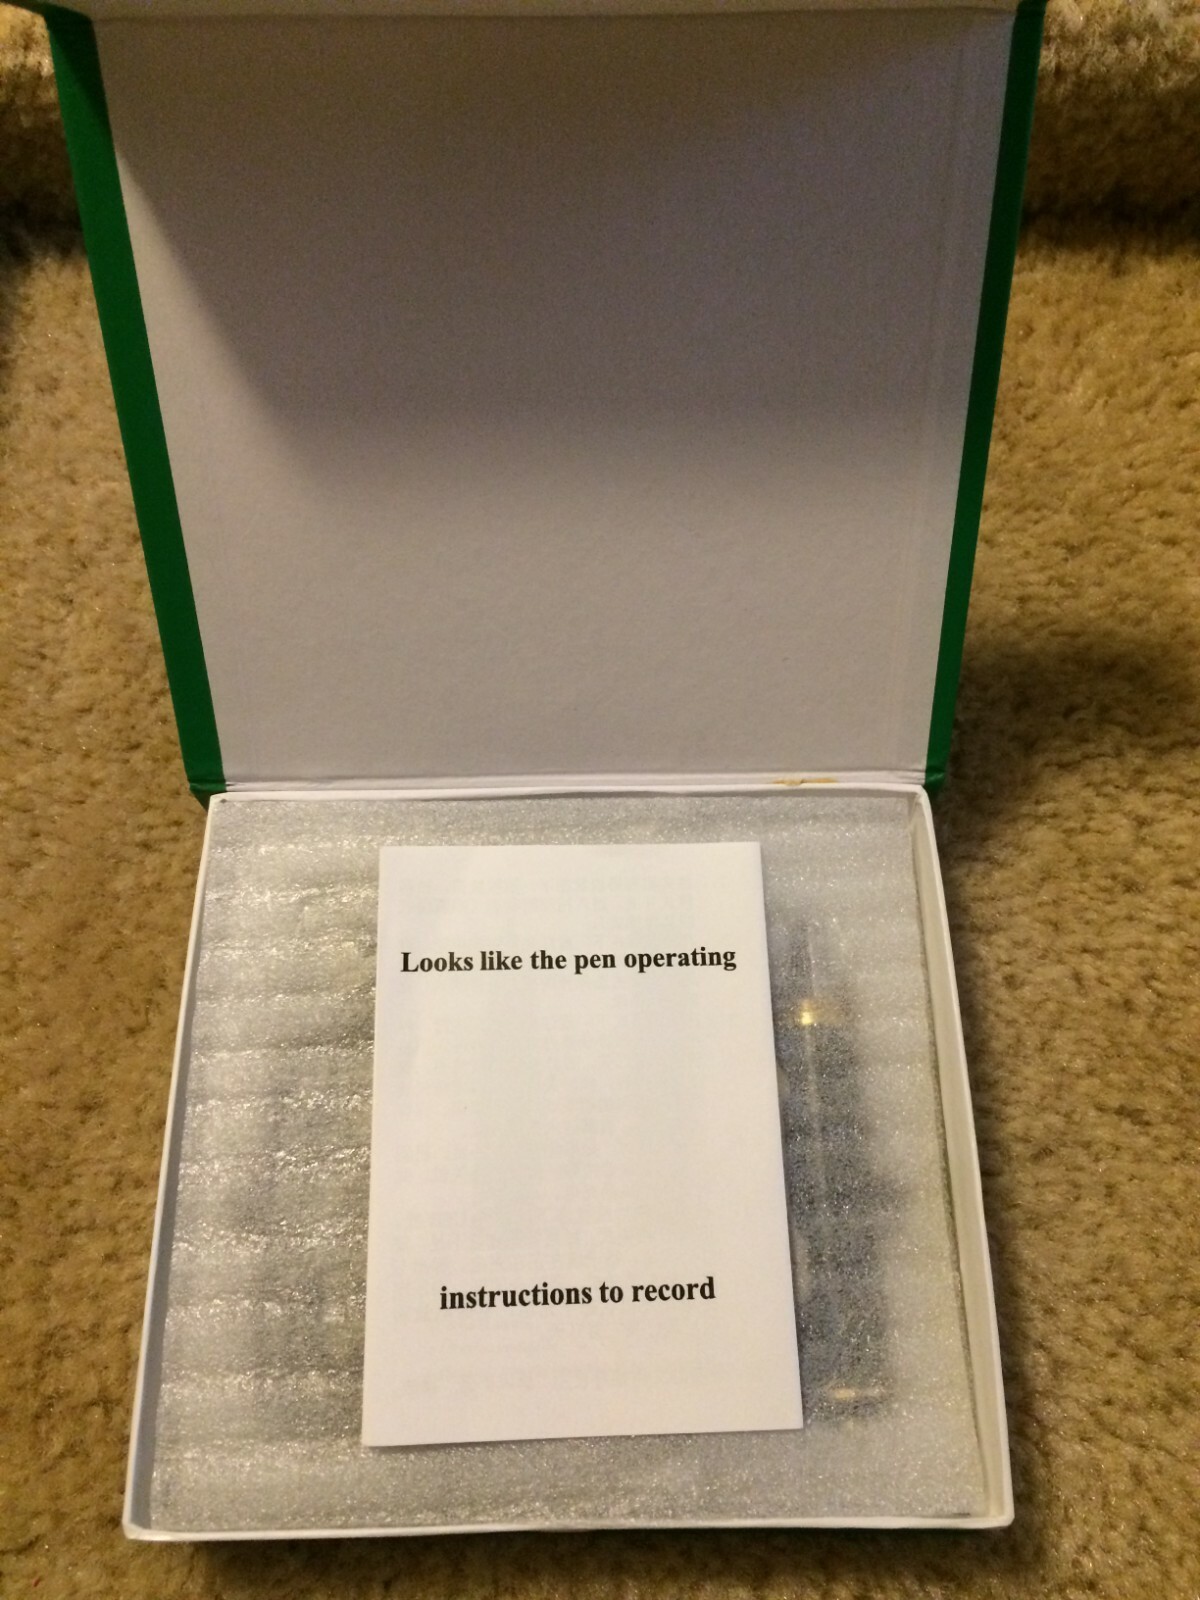 Looks like the pen operating
instructions to record